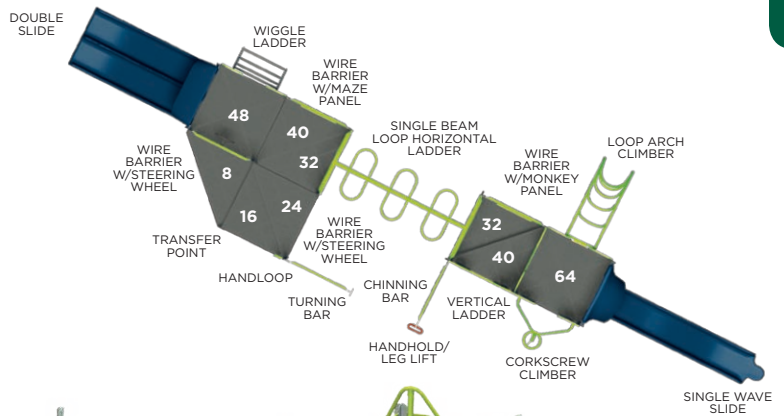 DOUBLE
SLIDE
WIGGLE
LADDER
WIRE
BARRIER
W/MAZE
PANEL
48
40
32
SINGLE BEAM
LOOP HORIZONTAL
LADDER
WIRE
BARRIER
W/MONKEY
PANEL
LOOP ARCH
CLIMBER
WIRE
BARRIER
W/STEERING
WHEEL
8
16
24
WIRE
BARRIER
W/STEERING
WHEEL
32
40
64
TRANSFER
POINT
HANDLOOP
TURNING
BAR
CHINNING
BAR
VERTICAL
LADDER
HANDHOLD/
LEG LIFT
CORKSCREW
CLIMBER
SINGLE WAVE
SLIDE